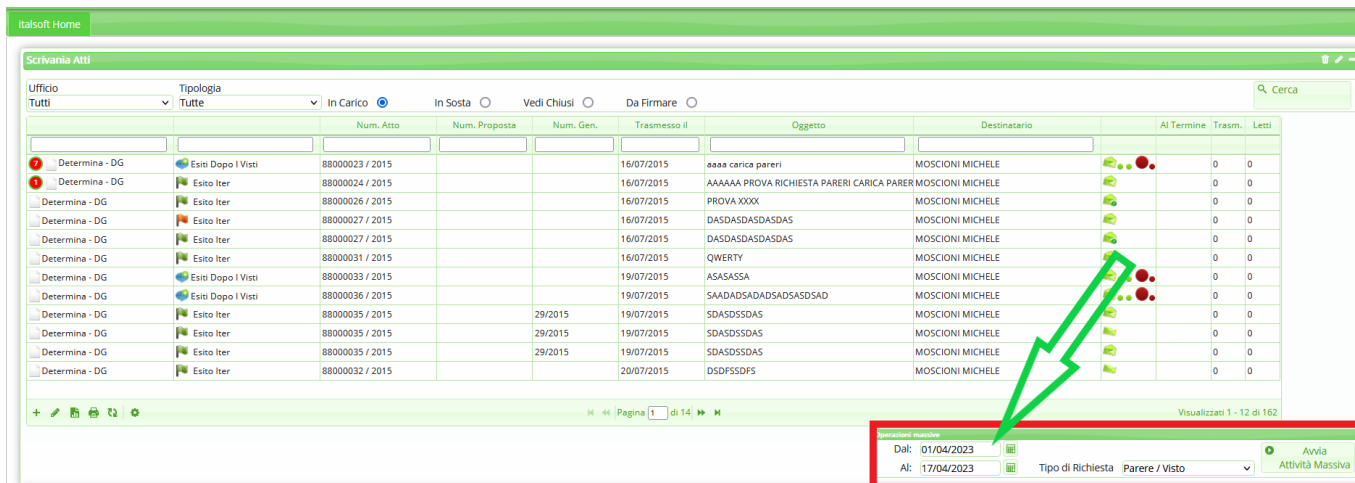 italsoft Home
Scrivania Atti
Ufficio Tipologia
Tutti Tutte In Carico In Sosta Vedi Chiusi Da Firmare Cerca
Num. Atto Num. Proposta Num. Gen. Trasmesso il Oggetto Destinatario Al Termine Trasm. Letti
7 Determina - DG Esiti Dopo I Visti 88000023 / 2015 16/07/2015 aaaa carica pareri MOSCIONI MICHELE 0 0
1 Determina - DG Esito Iter 88000024 / 2015 16/07/2015 AAAAAA PROVA RICHIESTA PARERI CARICA PARER MOSCIONI MICHELE 0 0
Determina - DG Esito Iter 88000026 / 2015 16/07/2015 PROVA XXXX MOSCIONI MICHELE 0 0
Determina - DG Esito Iter 88000027 / 2015 16/07/2015 DASDASDASDASDAS MOSCIONI MICHELE 0 0
Determina - DG Esito Iter 88000027 / 2015 16/07/2015 DASDASDASDASDAS MOSCIONI MICHELE 0 0
Determina - DG Esito Iter 88000031 / 2015 16/07/2015 QWERTY MOSCIONI MICHELE 0 0
Determina - DG Esiti Dopo I Visti 88000033 / 2015 19/07/2015 ASASASSA MOSCIONI MICHELE 0 0
Determina - DG Esiti Dopo I Visti 88000036 / 2015 19/07/2015 SAADADSADADSADSASDSAD MOSCIONI MICHELE 0 0
Determina - DG Esito Iter 88000035 / 2015 29/2015 19/07/2015 SDASDSSDAS MOSCIONI MICHELE 0 0
Determina - DG Esito Iter 88000035 / 2015 29/2015 19/07/2015 SDASDSSDAS MOSCIONI MICHELE 0 0
Determina - DG Esito Iter 88000035 / 2015 29/2015 19/07/2015 SDASDSSDAS MOSCIONI MICHELE 0 0
Determina - DG Esito Iter 88000032 / 2015 20/07/2015 DSDFSSDFS MOSCIONI MICHELE 0 0
Pagina 1 di 14 Visualizzati 1 - 12 di 162
Operazioni massive
Dal: 01/04/2023 Avvia
Al: 17/04/2023 Tipo di Richiesta Parere / Visto Attività Massiva